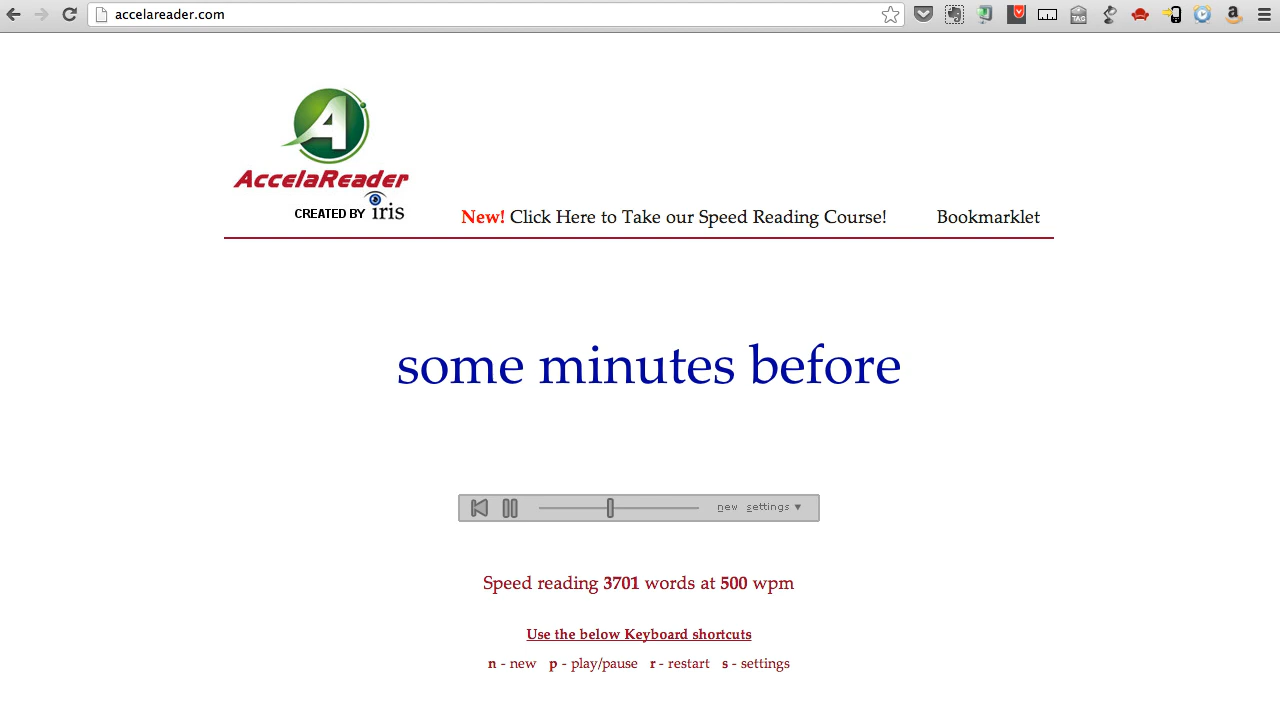 accelareader.com
TAG
a
A
AccelaReader
CREATED BY iris
New! Click Here to Take our Speed Reading Course! Bookmarklet
some minutes before
new settings ▼
Speed reading 3701 words at 500 wpm
Use the below Keyboard shortcuts
n - new p - play/pause r - restart s - settings